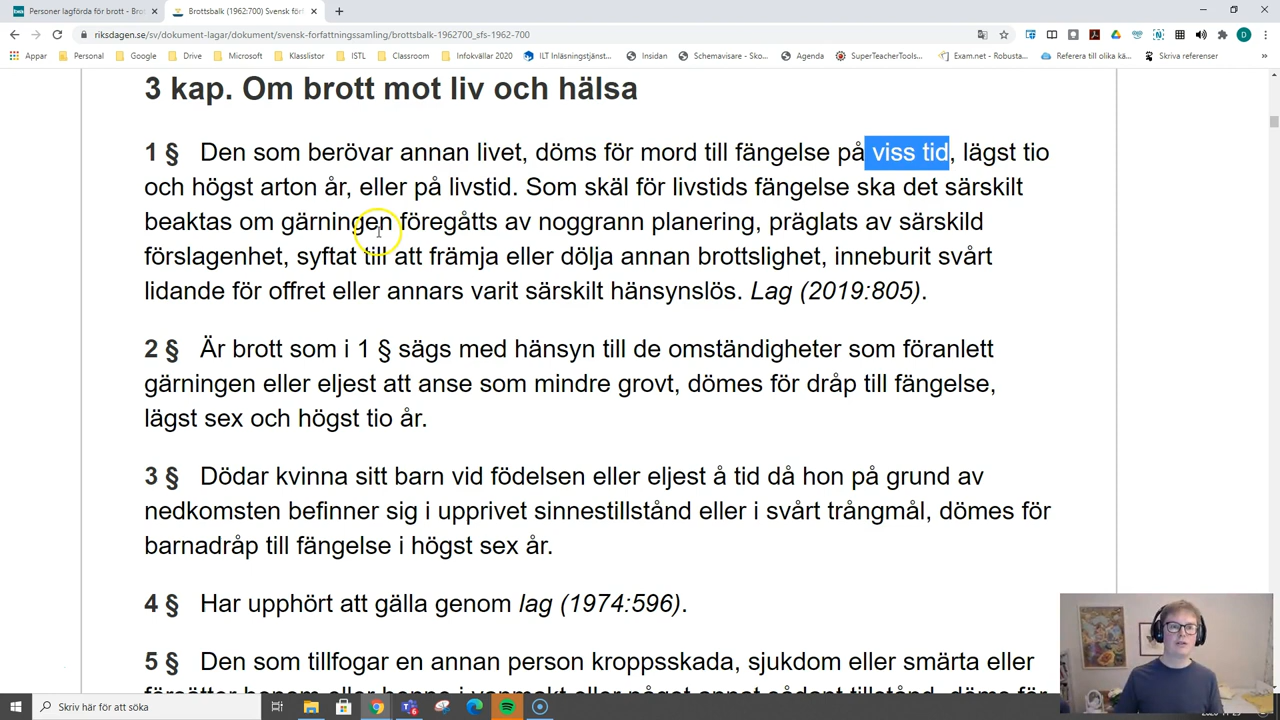 Personer lagförda för brott - Bro
Brottsbalk (1962:700) Svensk för
riksdagen.se/sv/dokument-lagar/dokument/svensk-forfattningssamling/brottsbalk-1962700_sfs-1962-700
Appar Personal Google Drive Microsoft Klasslistor ISTL Classroom Infokvällar 2020 ILT Inläsningstjänst... Insidan Schemavisare - Sko... Agenda SuperTeacherTools... Exam.net - Robusta... Referera till olika kä... Skriva referenser
3 kap. Om brott mot liv och hälsa
1 § Den som berövar annan livet, döms för mord till fängelse på viss tid, lägst tio
och högst arton år, eller på livstid. Som skäl för livstids fängelse ska det särskilt
beaktas om gärningen föregåtts av noggrann planering, präglats av särskild
förslagenhet, syftat till att främja eller dölja annan brottslighet, inneburit svårt
lidande för offret eller annars varit särskilt hänsynslös. Lag (2019:805).
2 § Är brott som i 1 § sägs med hänsyn till de omständigheter som föranlett
gärningen eller eljest att anse som mindre grovt, dömes för dråp till fängelse,
lägst sex och högst tio år.
3 § Dödar kvinna sitt barn vid födelsen eller eljest å tid då hon på grund av
nedkomsten befinner sig i upprivet sinnestillstånd eller i svårt trångmål, dömes för
barnadråp till fängelse i högst sex år.
4 § Har upphört att gälla genom lag (1974:596).
5 § Den som tillfogar en annan person kroppsskada, sjukdom eller smärta eller
Skriv här för att söka